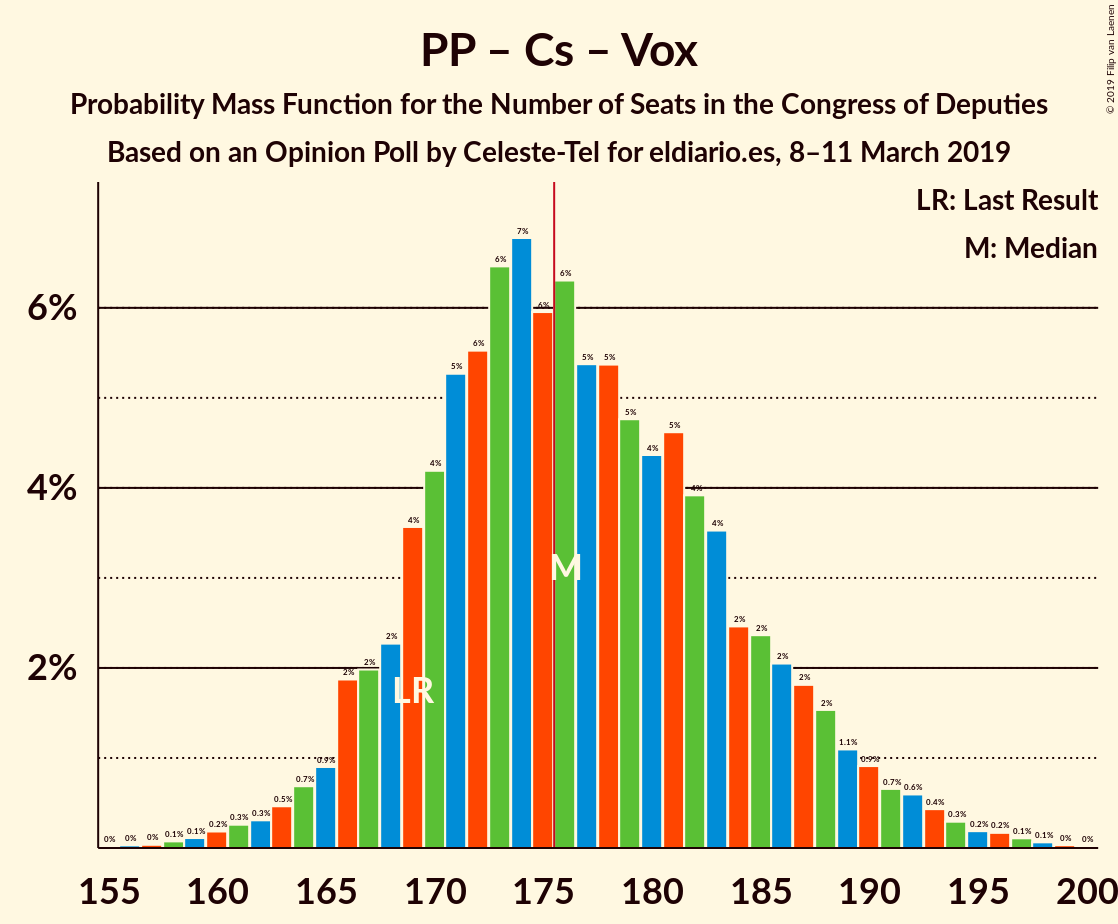 PP – Cs – Vox
Probability Mass Function for the Number of Seats in the Congress of Deputies
Based on an Opinion Poll by Celeste-Tel for eldiario.es, 8–11 March 2019
© 2019 Filip van Laenen
LR: Last Result
M: Median
6%
4%
2%
0% 0% 0% 0.1% 0.1% 0.2% 0.3% 0.3% 0.5% 0.7% 0.9% 2% 2% 2% 4% 4% 5% 6% 6% 7% 6% 6% 5% 5% 5% 4% 5% 4% 4% 2% 2% 2% 2% 2% 1.1% 0.9% 0.7% 0.6% 0.4% 0.3% 0.2% 0.2% 0.1% 0.1% 0% 0%
M
LR
155 160 165 170 175 180 185 190 195 200